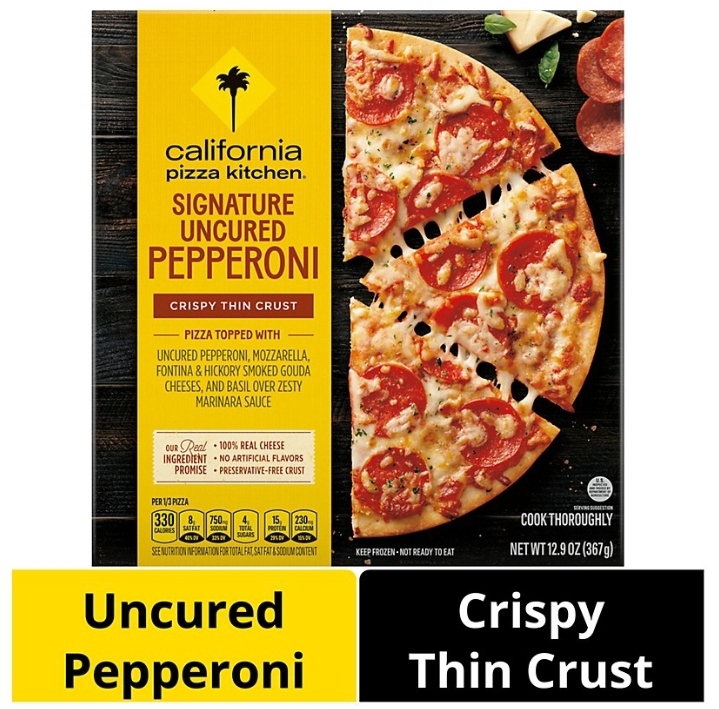 california
pizza kitchen®
SIGNATURE
UNCURED
PEPPERONI
CRISPY THIN CRUST
PIZZA TOPPED WITH
UNCURED PEPPERONI, MOZZARELLA,
FONTINA & HICKORY SMOKED GOUDA
CHEESES, AND BASIL OVER ZESTY
MARINARA SAUCE
OUR Real
INGREDIENT
PROMISE
• 100% REAL CHEESE
• NO ARTIFICIAL FLAVORS
• PRESERVATIVE-FREE CRUST
PER 1/3 PIZZA
330 CALORIES
8g SAT FAT 40% DV
750mg SODIUM 33% DV
4g TOTAL SUGARS
15g PROTEIN 29% DV
230mg CALCIUM 15% DV
SEE NUTRITION INFORMATION FOR TOTAL FAT, SAT FAT & SODIUM CONTENT
KEEP FROZEN • NOT READY TO EAT
SERVING SUGGESTION
COOK THOROUGHLY
NET WT 12.9 OZ (367g)
Uncured
Pepperoni
Crispy
Thin Crust